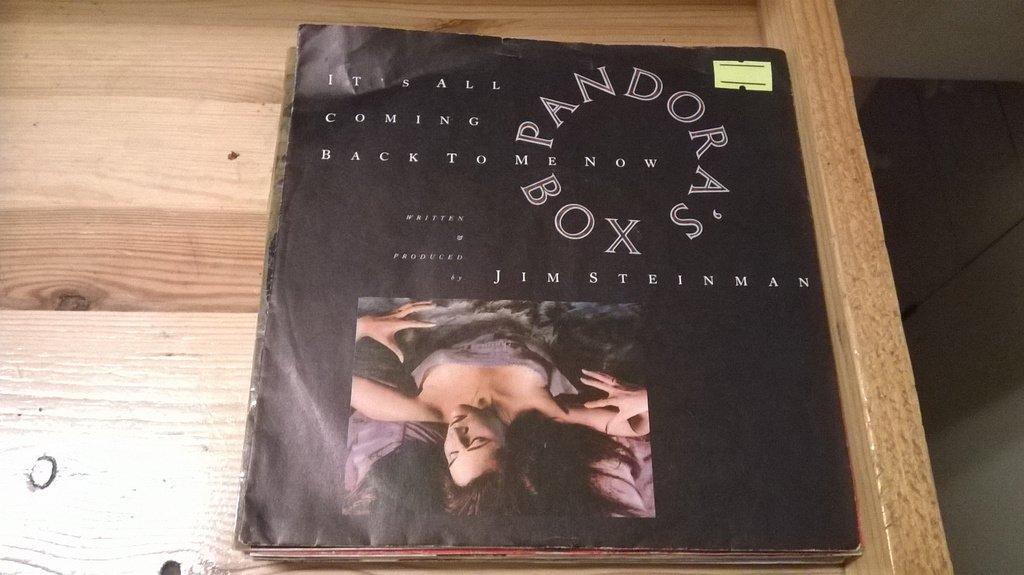 IT'S ALL
COMING
BACK TO ME NOW
PANDORA'S BOX
WRITTEN
&
PRODUCED
by
JIM STEINMAN